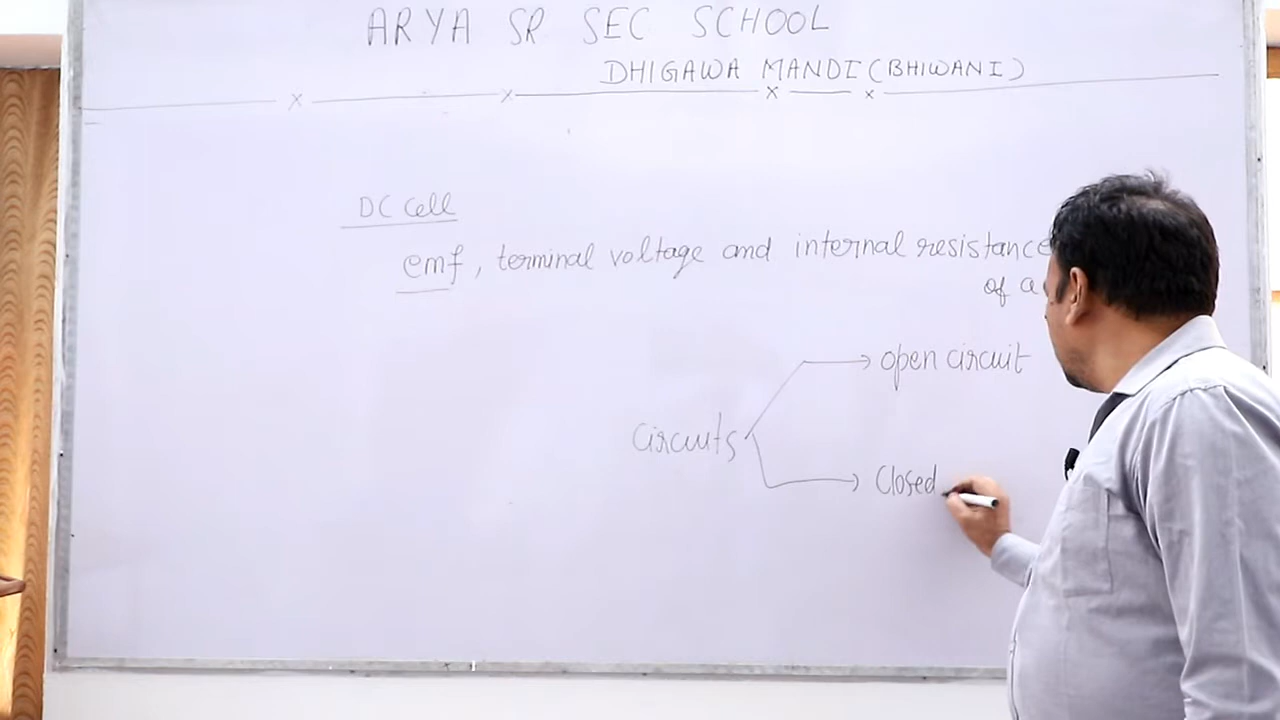 ARYA SR SEC SCHOOL
DHIGAWA MANDI (BHIWANI)
DC Cell
emf, terminal voltage and internal resistance
of a
open circuit
Circuits
Closed